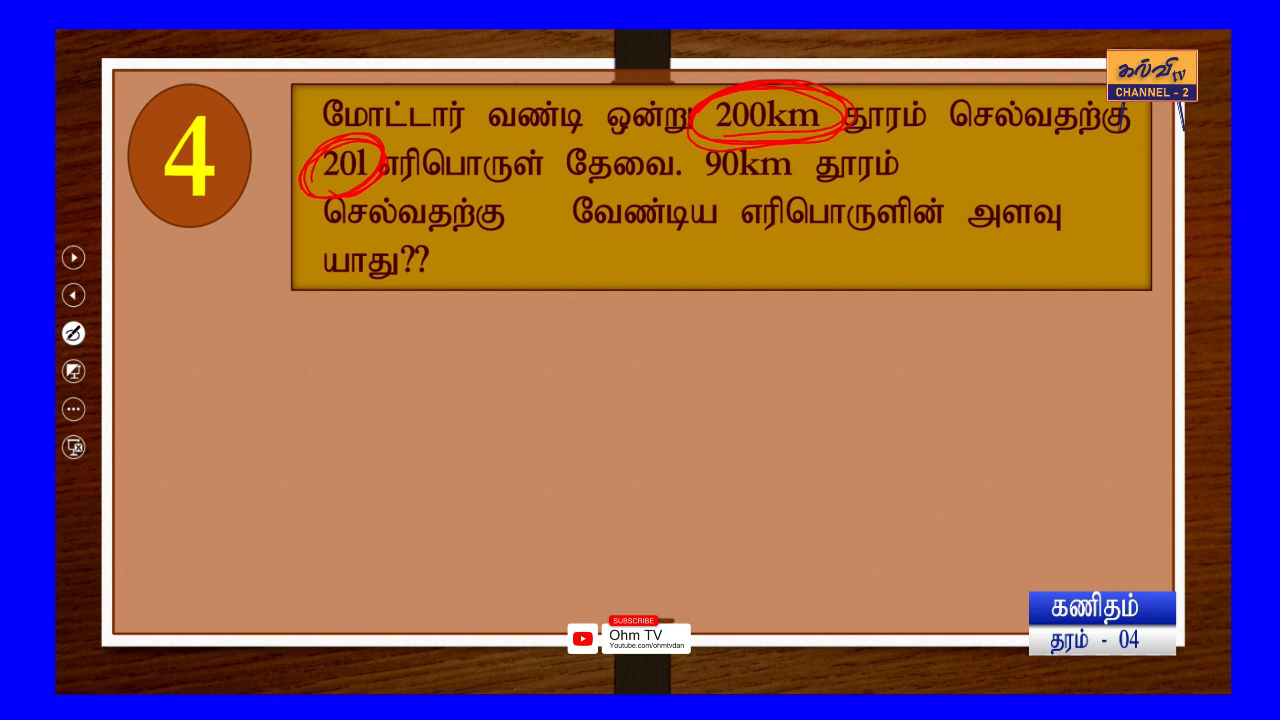 கல்வி tv
CHANNEL - 2
4
மோட்டார் வண்டி ஒன்று 200km தூரம் செல்வதற்கு
20l எரிபொருள் தேவை. 90km தூரம்
செல்வதற்கு வேண்டிய எரிபொருளின் அளவு
யாது??
SUBSCRIBE
Ohm TV
Youtube.com/ohmtvdan
கணிதம்
தரம் - 04